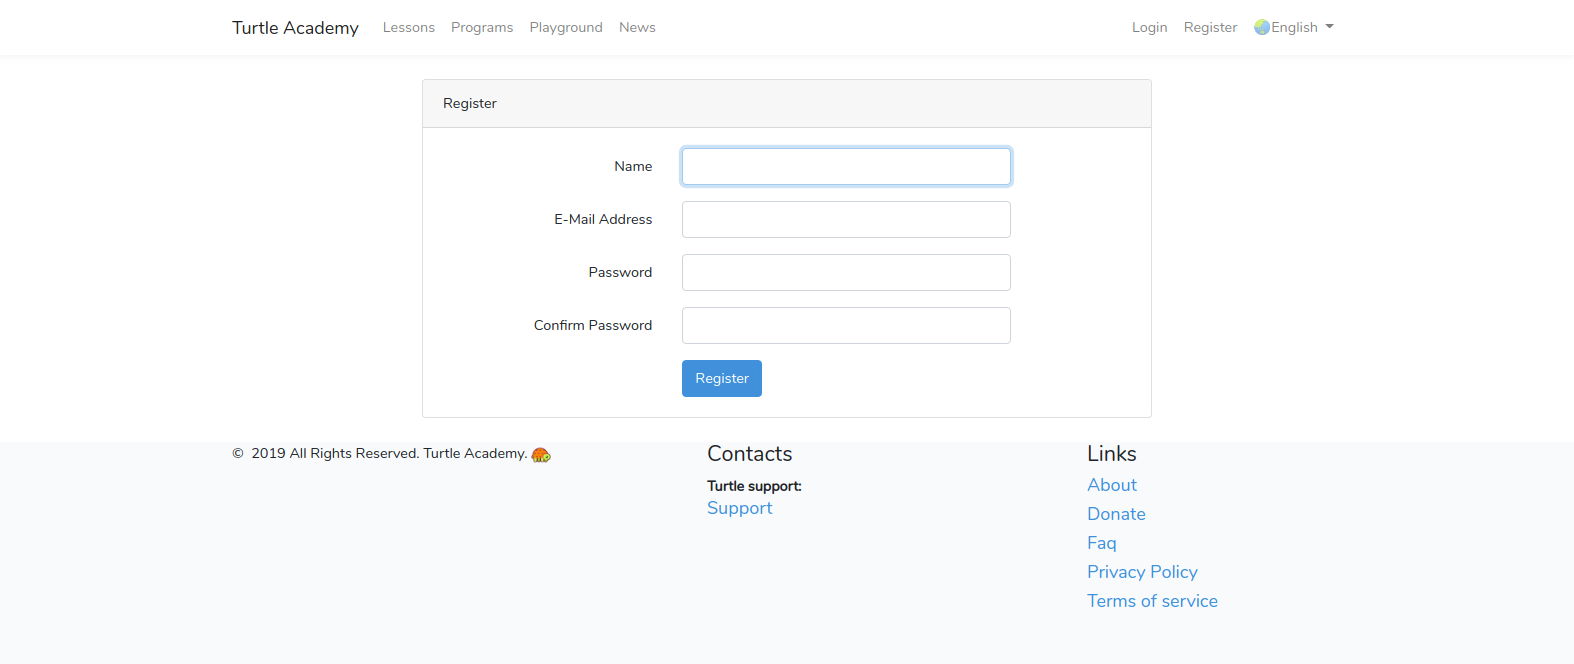 Turtle Academy Lessons Programs Playground News Login Register English
Register
Name
E-Mail Address
Password
Confirm Password
Register
© 2019 All Rights Reserved. Turtle Academy.
Contacts
Turtle support:
Support
Links
About
Donate
Faq
Privacy Policy
Terms of service